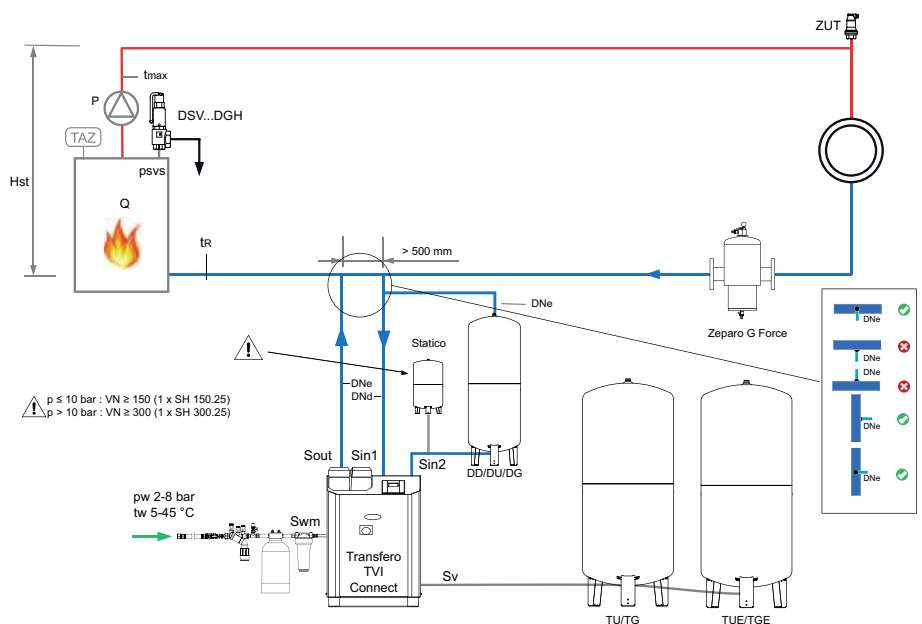 ZUT
tmax
P
DSV...DGH
TAZ
psvs
Hst
Q
tR
> 500 mm
DNe
Zeparo G Force
Statico
DNe
DNe
DNe
DNe
DNe
p ≤ 10 bar : VN ≥ 150 (1 x SH 150.25)
p > 10 bar : VN ≥ 300 (1 x SH 300.25)
DNe
DNd
Sout
Sin1
Sin2
DD/DU/DG
pw 2-8 bar
tw 5-45 °C
Swm
Transfero
TVI
Connect
Sv
TU/TG
TUE/TGE